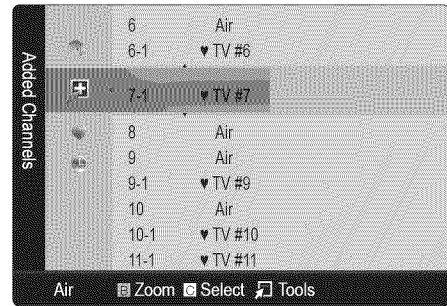 Added Channels
6 Air
6-1 ♥ TV #6
7-1 ♥ TV #7
8 Air
9 Air
9-1 ♥ TV #9
10 Air
10-1 ♥ TV #10
11-1 ♥ TV #11
Air B Zoom C Select Tools